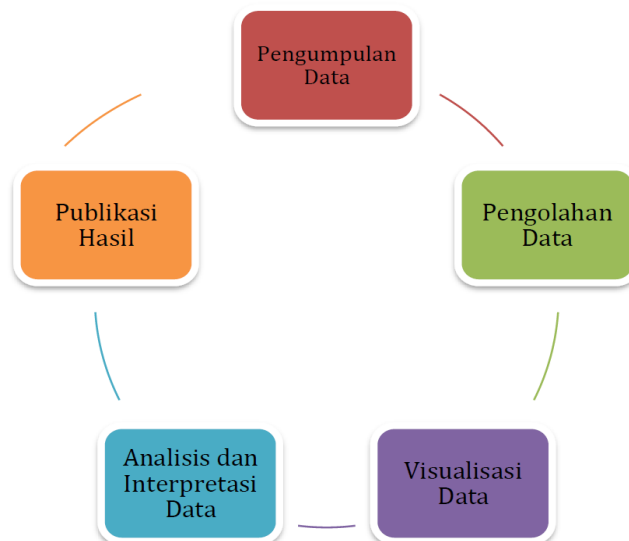 Pengumpulan
Data
Pengolahan
Data
Visualisasi
Data
Analisis dan
Interpretasi
Data
Publikasi
Hasil